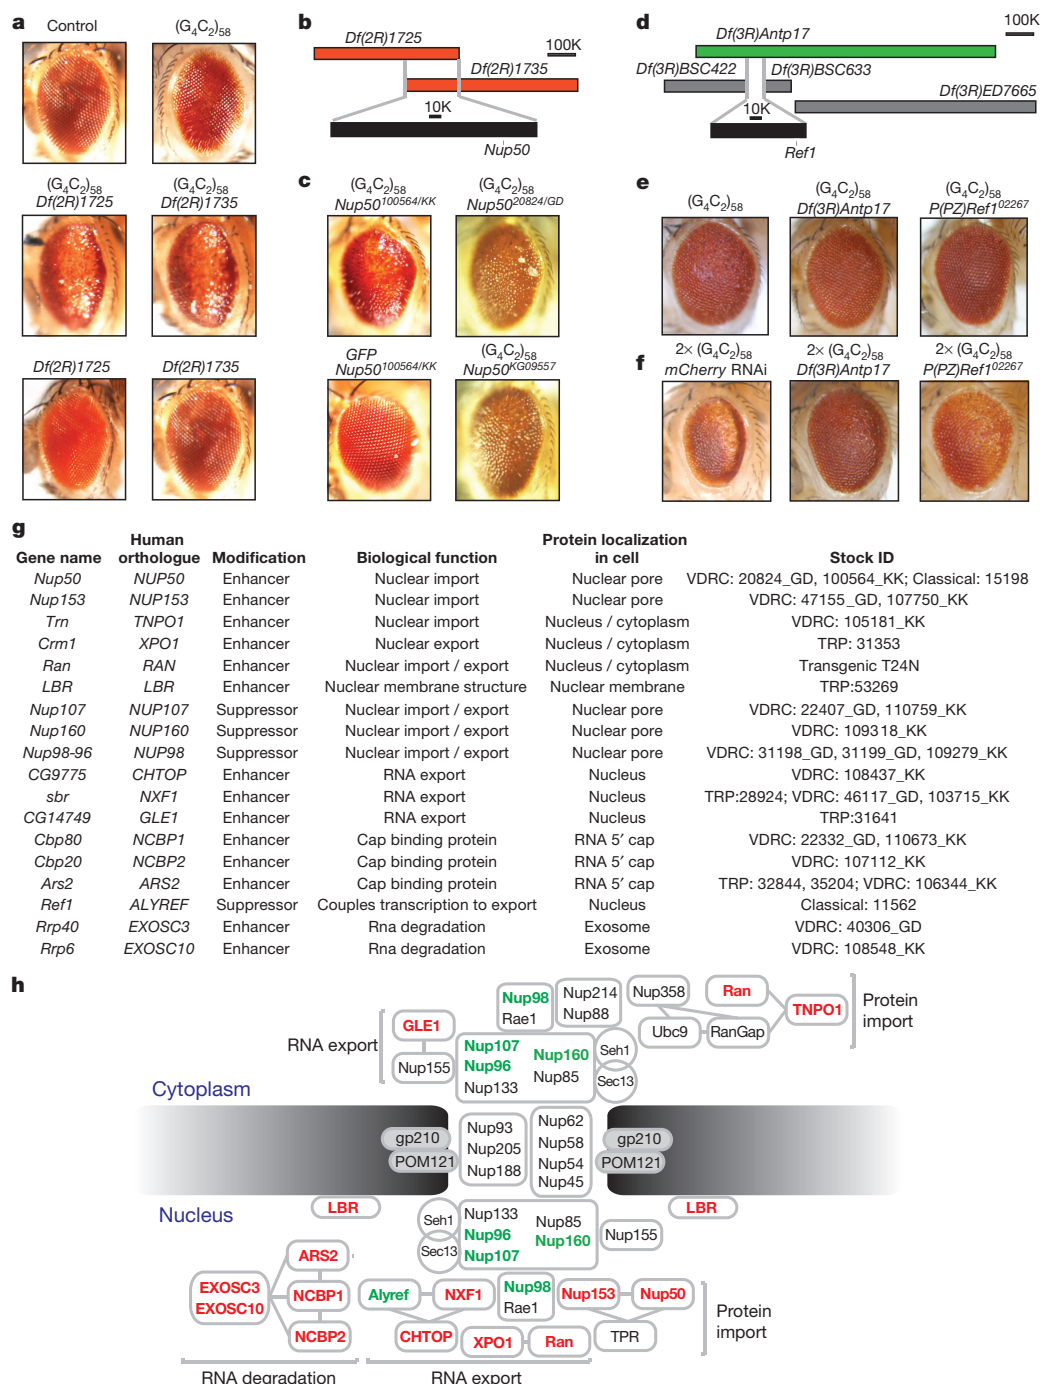 a
Control
(G4C2)58
(G4C2)58
Df(2R)1725
(G4C2)58
Df(2R)1735
Df(2R)1725
Df(2R)1735
b
Df(2R)1725
100K
Df(2R)1735
10K
Nup50
c
(G4C2)58
Nup50100564/KK
(G4C2)58
Nup5020824/GD
GFP
Nup50100564/KK
(G4C2)58
Nup50KG09557
d
100K
Df(3R)Antp17
Df(3R)BSC422
Df(3R)BSC633
Df(3R)ED7665
10K
Ref1
e
(G4C2)58
(G4C2)58
Df(3R)Antp17
(G4C2)58
P(PZ)Ref102267
f
2× (G4C2)58
mCherry RNAi
2× (G4C2)58
Df(3R)Antp17
2× (G4C2)58
P(PZ)Ref102267
g
Gene name Human orthologue Modification Biological function Protein localization in cell Stock ID
Nup50 NUP50 Enhancer Nuclear import Nuclear pore VDRC: 20824_GD, 100564_KK; Classical: 15198
Nup153 NUP153 Enhancer Nuclear import Nuclear pore VDRC: 47155_GD, 107750_KK
Trn TNPO1 Enhancer Nuclear import Nucleus / cytoplasm VDRC: 105181_KK
Crm1 XPO1 Enhancer Nuclear export Nucleus / cytoplasm TRP: 31353
Ran RAN Enhancer Nuclear import / export Nucleus / cytoplasm Transgenic T24N
LBR LBR Enhancer Nuclear membrane structure Nuclear membrane TRP:53269
Nup107 NUP107 Suppressor Nuclear import / export Nuclear pore VDRC: 22407_GD, 110759_KK
Nup160 NUP160 Suppressor Nuclear import / export Nuclear pore VDRC: 109318_KK
Nup98-96 NUP98 Suppressor Nuclear import / export Nuclear pore VDRC: 31198_GD, 31199_GD, 109279_KK
CG9775 CHTOP Enhancer RNA export Nucleus VDRC: 108437_KK
sbr NXF1 Enhancer RNA export Nucleus TRP:28924; VDRC: 46117_GD, 103715_KK
CG14749 GLE1 Enhancer RNA export Nucleus TRP:31641
Cbp80 NCBP1 Enhancer Cap binding protein RNA 5′ cap VDRC: 22332_GD, 110673_KK
Cbp20 NCBP2 Enhancer Cap binding protein RNA 5′ cap VDRC: 107112_KK
Ars2 ARS2 Enhancer Cap binding protein RNA 5′ cap TRP: 32844, 35204; VDRC: 106344_KK
Ref1 ALYREF Suppressor Couples transcription to export Nucleus Classical: 11562
Rrp40 EXOSC3 Enhancer Rna degradation Exosome VDRC: 40306_GD
Rrp6 EXOSC10 Enhancer Rna degradation Exosome VDRC: 108548_KK
h
RNA export
GLE1
Nup155
Nup98
Rae1
Nup214
Nup88
Nup107
Nup96
Nup133
Nup160
Nup85
Seh1
Sec13
Nup358
Ubc9
RanGap
Ran
TNPO1
Protein
import
Cytoplasm
gp210
POM121
Nup93
Nup205
Nup188
Nup62
Nup58
Nup54
Nup45
gp210
POM121
Nucleus
LBR
Seh1
Sec13
Nup133
Nup96
Nup107
Nup85
Nup160
Nup155
LBR
ARS2
EXOSC3
EXOSC10
NCBP1
NCBP2
Alyref
NXF1
CHTOP
Nup98
Rae1
XPO1
Ran
Nup153
Nup50
TPR
Protein
import
RNA degradation
RNA export